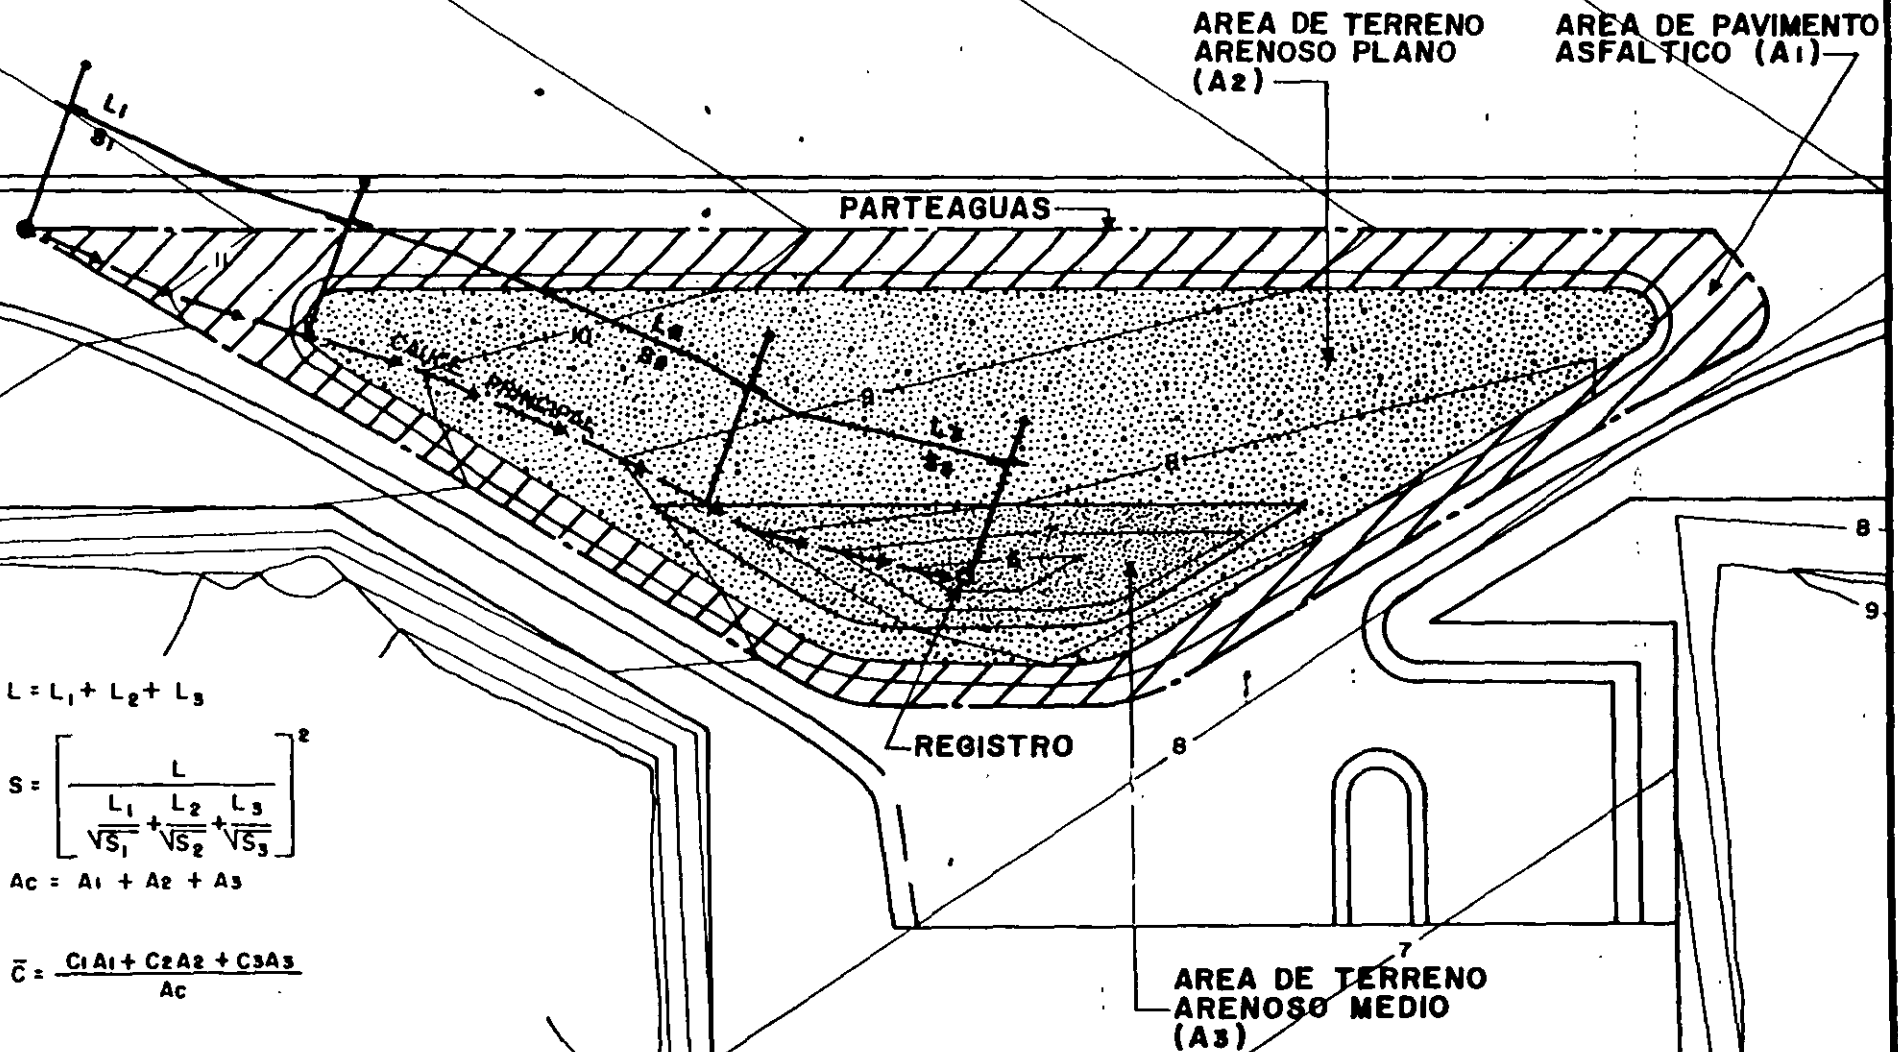 AREA DE TERRENO
ARENOSO PLANO
(A2)
AREA DE PAVIMENTO
ASFALTICO (A1)
L1
S1
PARTEAGUAS
11
10
L2
S2
CAUCE PRINCIPAL
9
L3
S3
8
7
6
8
9
L = L1 + L2 + L3
REGISTRO
8
S = [ L / (L1/√S1 + L2/√S2 + L3/√S3) ]²
Ac = A1 + A2 + A3
7
C̄ = (C1A1 + C2A2 + C3A3) / Ac
AREA DE TERRENO
ARENOSO MEDIO
(A3)